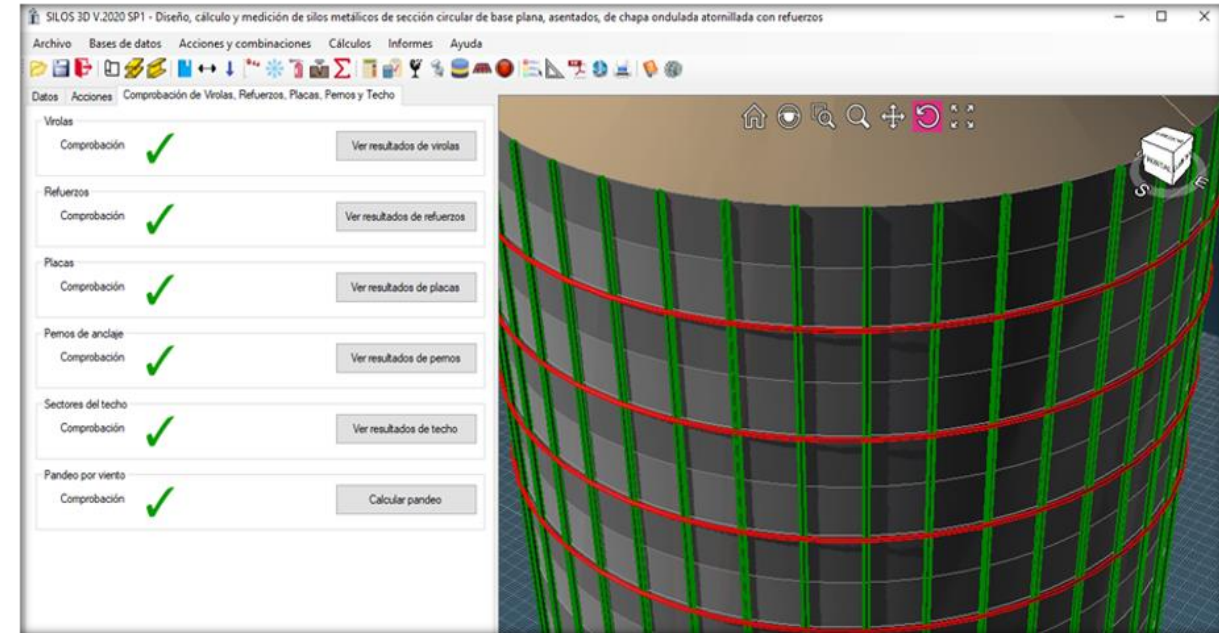 SILOS 3D V.2020 SP1 - Diseño, cálculo y medición de silos metálicos de sección circular de base plana, asentados, de chapa ondulada atornillada con refuerzos
Archivo Bases de datos Acciones y combinaciones Cálculos Informes Ayuda
Datos Acciones Comprobación de Virolas, Refuerzos, Placas, Pernos y Techo
Virolas
Comprobación Ver resultados de virolas
Refuerzos
Comprobación Ver resultados de refuerzos
Placas
Comprobación Ver resultados de placas
Pernos de anclaje
Comprobación Ver resultados de pernos
Sectores del techo
Comprobación Ver resultados de techo
Pandeo por viento
Comprobación Calcular pandeo
S
E